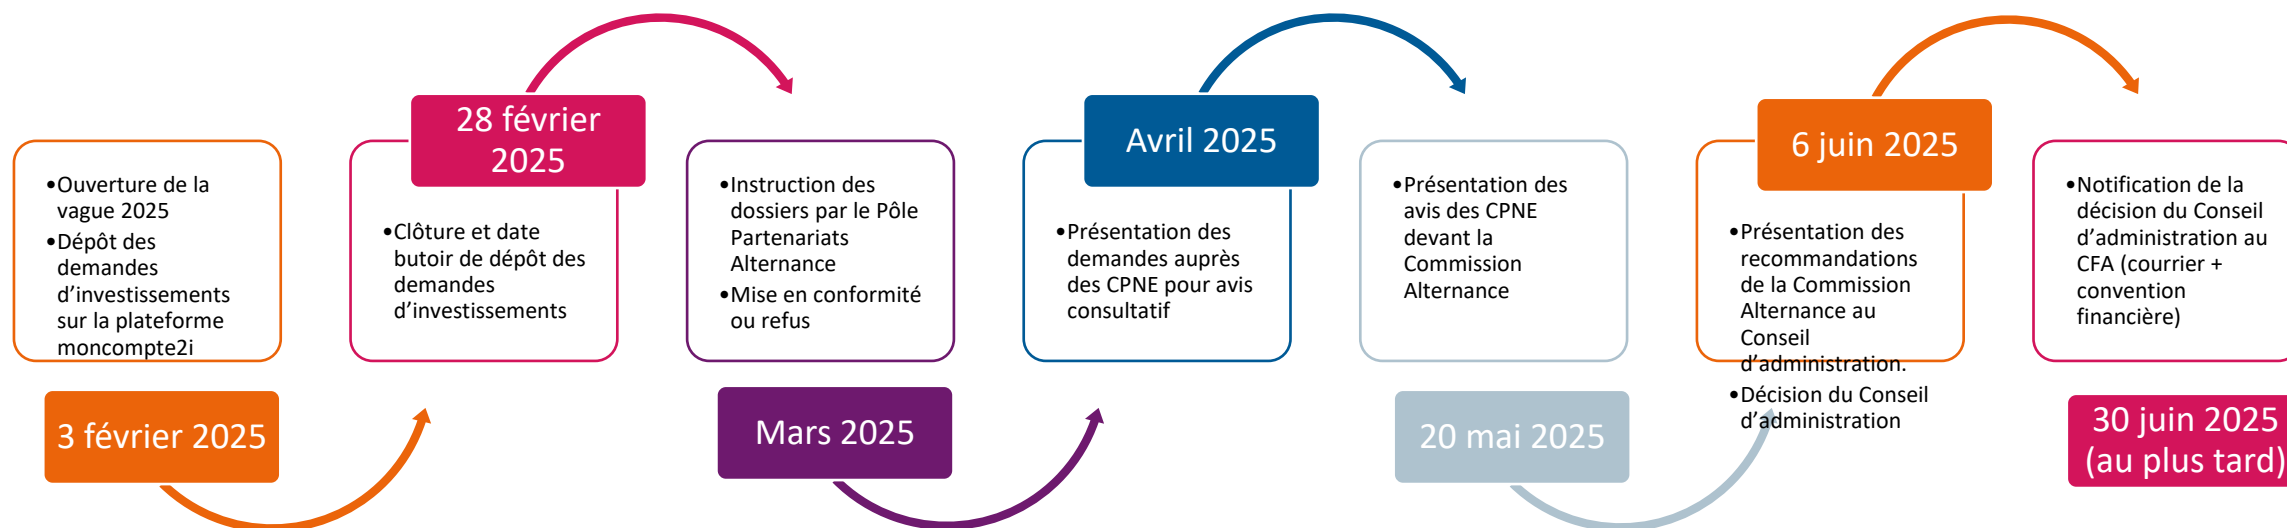 •Ouverture de la
vague 2025
•Dépôt des
demandes
d’investissements
sur la plateforme
moncompte2i
3 février 2025
28 février
2025
•Clôture et date
butoir de dépôt des
demandes
d’investissements
•Instruction des
dossiers par le Pôle
Partenariats
Alternance
•Mise en conformité
ou refus
Mars 2025
Avril 2025
•Présentation des
demandes auprès
des CPNE pour avis
consultatif
•Présentation des
avis des CPNE
devant la
Commission
Alternance
20 mai 2025
6 juin 2025
•Présentation des
recommandations
de la Commission
Alternance au
Conseil
d’administration.
•Décision du Conseil
d’administration
•Notification de la
décision du Conseil
d’administration au
CFA (courrier +
convention
financière)
30 juin 2025
(au plus tard)